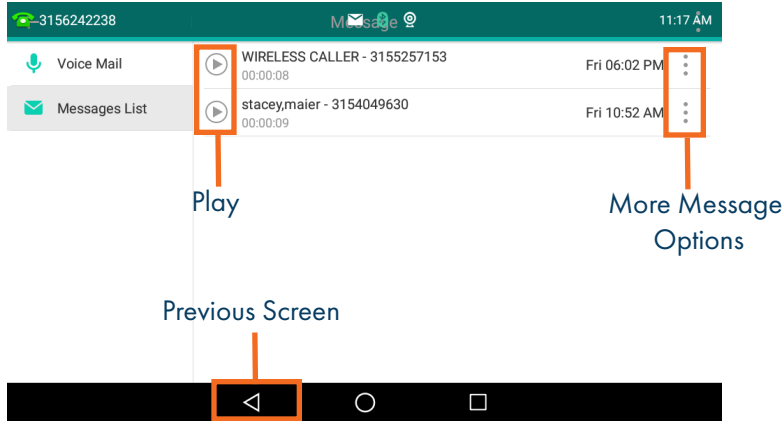 3156242238
Message
11:17 AM
Voice Mail
Messages List
WIRELESS CALLER - 3155257153
00:00:08
Fri 06:02 PM
stacey,maier - 3154049630
00:00:09
Fri 10:52 AM
Play
More Message
Options
Previous Screen